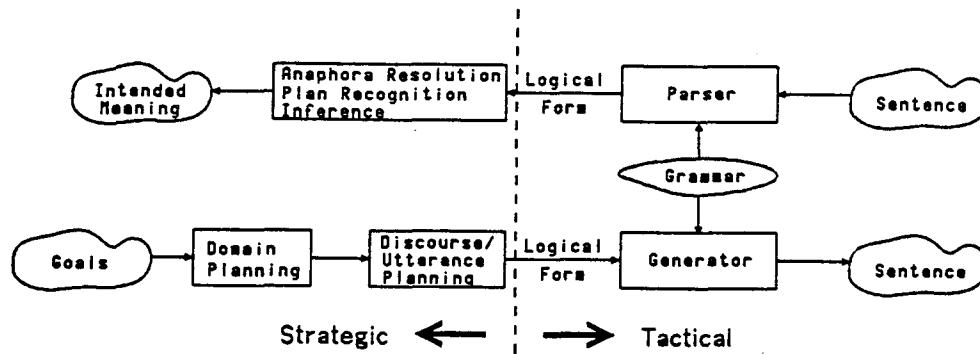 Intended
Meaning
Anaphora Resolution
Plan Recognition
Inference
Logical
Form
Parser
Sentence
Grammar
Goals
Domain
Planning
Discourse/
Utterance
Planning
Logical
Form
Generator
Sentence
Strategic
Tactical